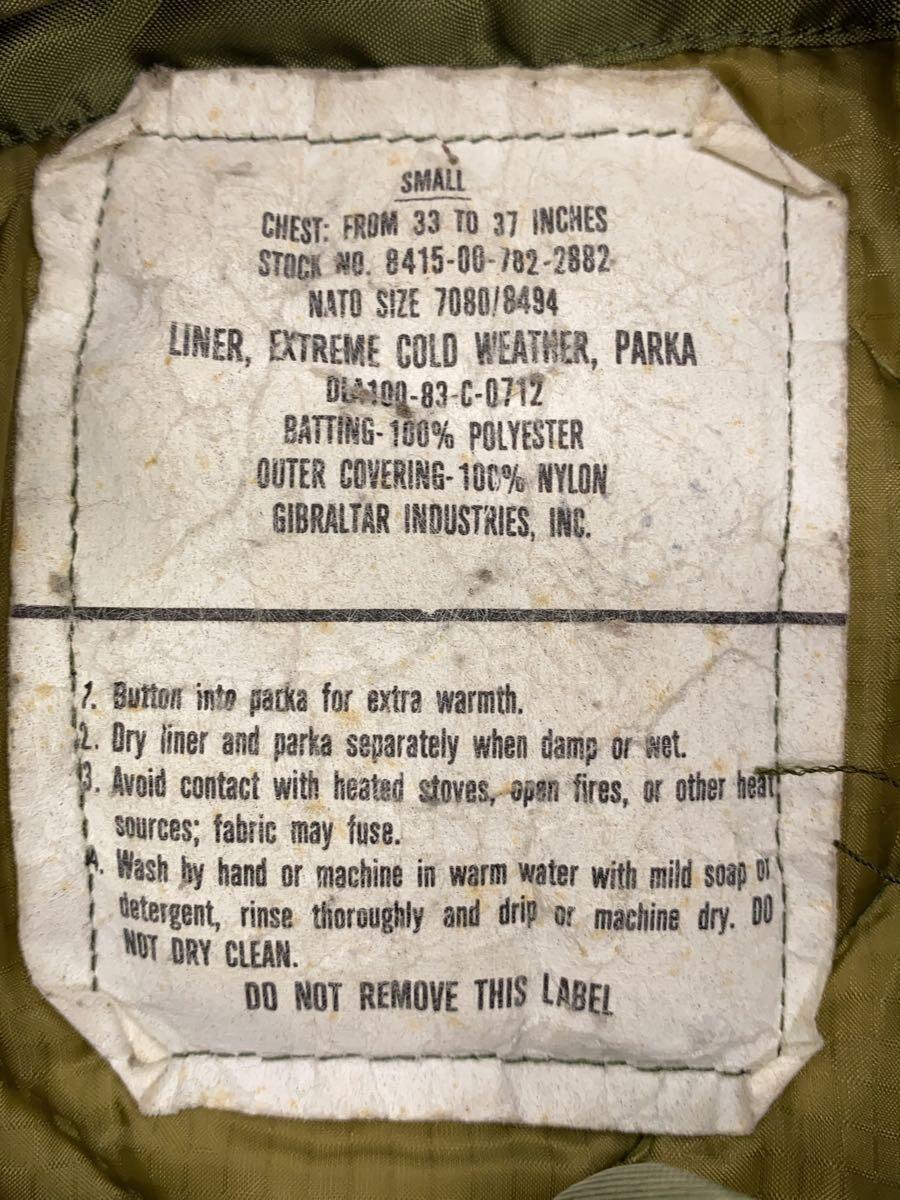 SMALL
CHEST: FROM 33 TO 37 INCHES
STOCK NO. 8415-00-782-2882
NATO SIZE 7080/8494
LINER, EXTREME COLD WEATHER, PARKA
DLA100-83-C-0712
BATTING-100% POLYESTER
OUTER COVERING-100% NYLON
GIBRALTAR INDUSTRIES, INC.
1. Button into parka for extra warmth.
2. Dry liner and parka separately when damp or wet.
3. Avoid contact with heated stoves, open fires, or other heat
sources; fabric may fuse.
4. Wash by hand or machine in warm water with mild soap or
detergent, rinse thoroughly and drip or machine dry. DO
NOT DRY CLEAN.
DO NOT REMOVE THIS LABEL